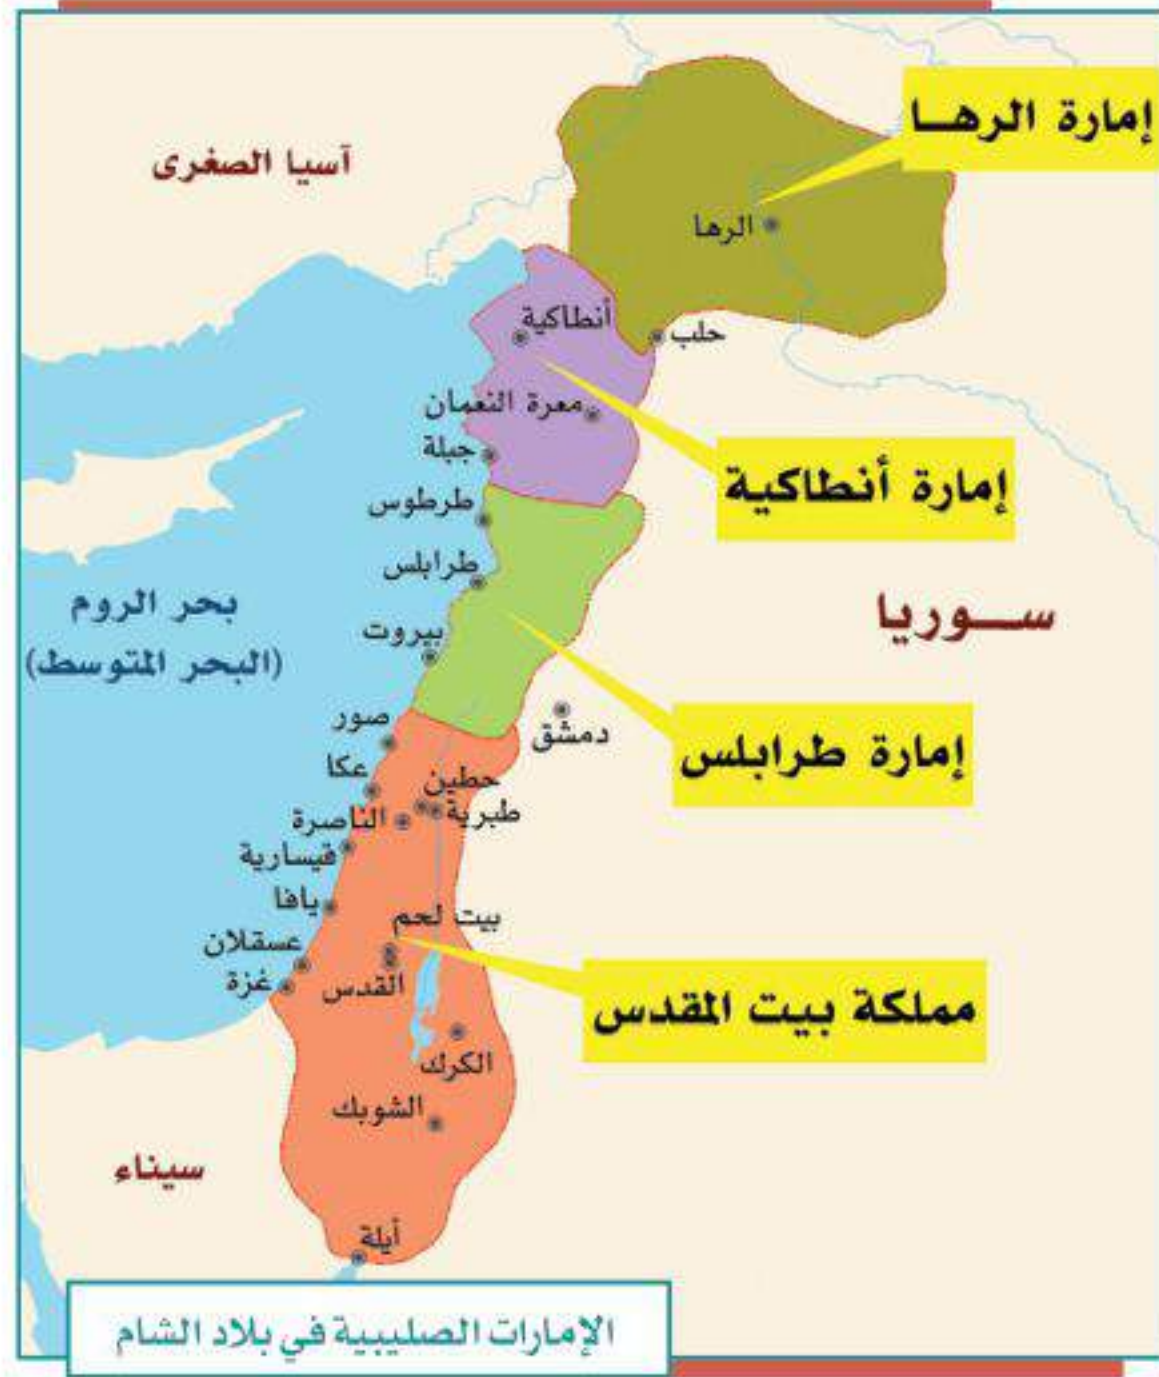 إمارة الرهـا
آسيا الصغرى
الرها
أنطاكية
حلب
معرة النعمان
جبلة
إمارة أنطاكية
طرطوس
طرابلس
بحر الروم
(البحر المتوسط)
سـوريا
بيروت
صور
دمشق
إمارة طرابلس
عكا
حطين
طبرية
الناصرة
قيسارية
يافا
بيت لحم
عسقلان
غزة
القدس
مملكة بيت المقدس
الكرك
الشوبك
سيناء
أيلة
الإمارات الصليبية في بلاد الشام